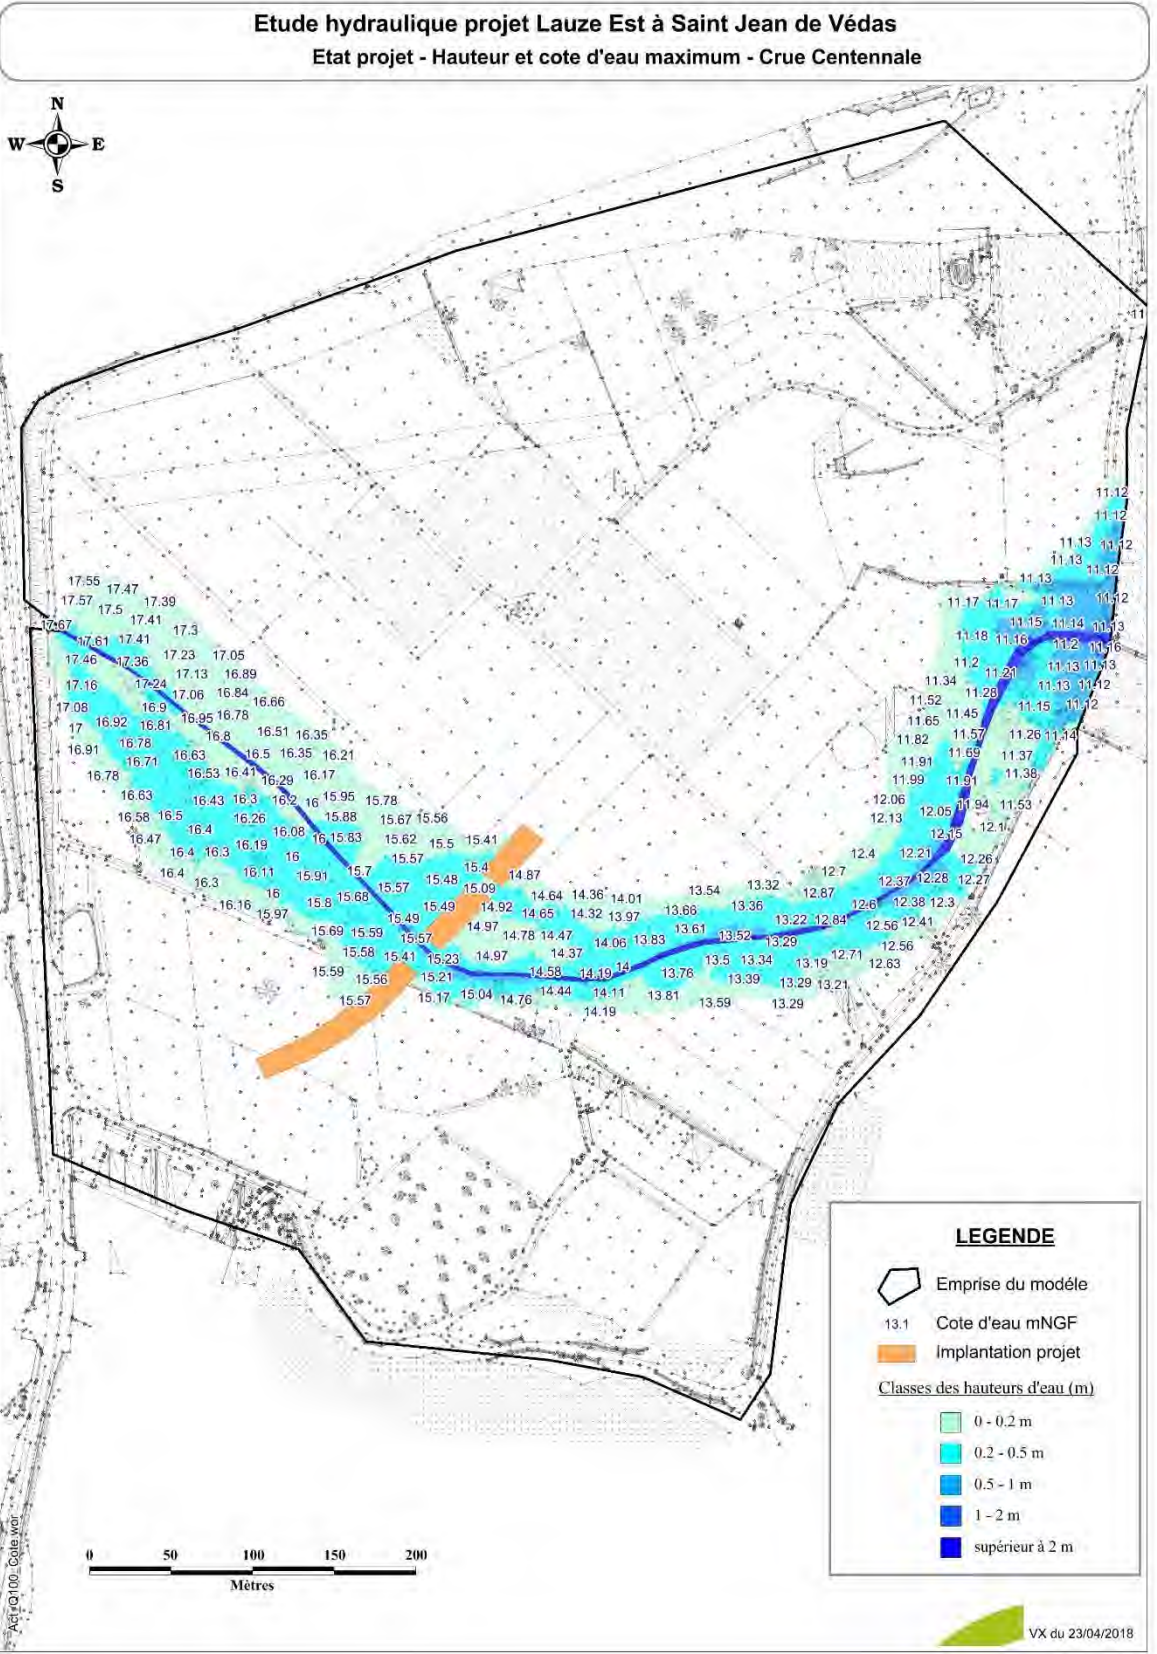 Etude hydraulique projet Lauze Est à Saint Jean de Védas
Etat projet - Hauteur et cote d'eau maximum - Crue Centennale
N
W E
S
11
11.12
11.12
11.13 11.12
11.13
11.12
11.13
11.17 11.17 11.13 11.12
11.15 11.14 11.13
11.18 11.16 11.2 11.16
11.2 11.21 11.13 11.13
11.34 11.28 11.13 11.12
11.52 11.45 11.15 11.12
11.65 11.57 11.26 11.14
11.82 11.69 11.37
11.91 11.91 11.38
11.99
12.06 12.05 11.94 11.53
12.13 12.15 12.1
12.4 12.21 12.26
12.7 12.37 12.28 12.27
17.55 17.47
17.57 17.5 17.39
17.67 17.41
17.61 17.41 17.3
17.46 17.36 17.23 17.05
17.16 17.24 17.13 16.89
17.08 16.9 17.06 16.84 16.66
17 16.92 16.81 16.95 16.78
16.91 16.78 16.8 16.51 16.35
16.71 16.63 16.5 16.35 16.21
16.78 16.53 16.41 16.29 16.17
16.63 16.43 16.3 16.2 16 15.95 15.78
16.58 16.5 16.26 15.88 15.67 15.56
16.47 16.4 16.19 16.08 16 15.83 15.62 15.5 15.41
16.4 16.3 16 15.57
16.4 16.3 16.11 15.91 15.7 15.57 15.48 15.4 14.87
16.16 16 15.8 15.68 15.49 15.49 15.09 14.92 14.64 14.36 14.01 13.54 13.32 12.87
15.97 15.69 15.59 15.57 14.97 14.65 14.32 13.97 13.66 13.36 13.22 12.84 12.6 12.38 12.3
15.58 15.41 15.23 14.97 14.78 14.47 14.06 13.83 13.61 13.52 13.29 12.56 12.41
15.59 15.56 15.21 14.58 14.37 14.19 14 13.76 13.5 13.34 13.19 12.71 12.56
15.57 15.17 15.04 14.76 14.44 14.11 13.81 13.39 13.29 13.21 12.63
14.19 13.59 13.29
LEGENDE
Emprise du modéle
13.1 Cote d'eau mNGF
implantation projet
Classes des hauteurs d'eau (m)
0 - 0.2 m
0.2 - 0.5 m
0.5 - 1 m
1 - 2 m
supérieur à 2 m
0 50 100 150 200
Mètres
Act_Q100_Cote.wor
VX du 23/04/2018